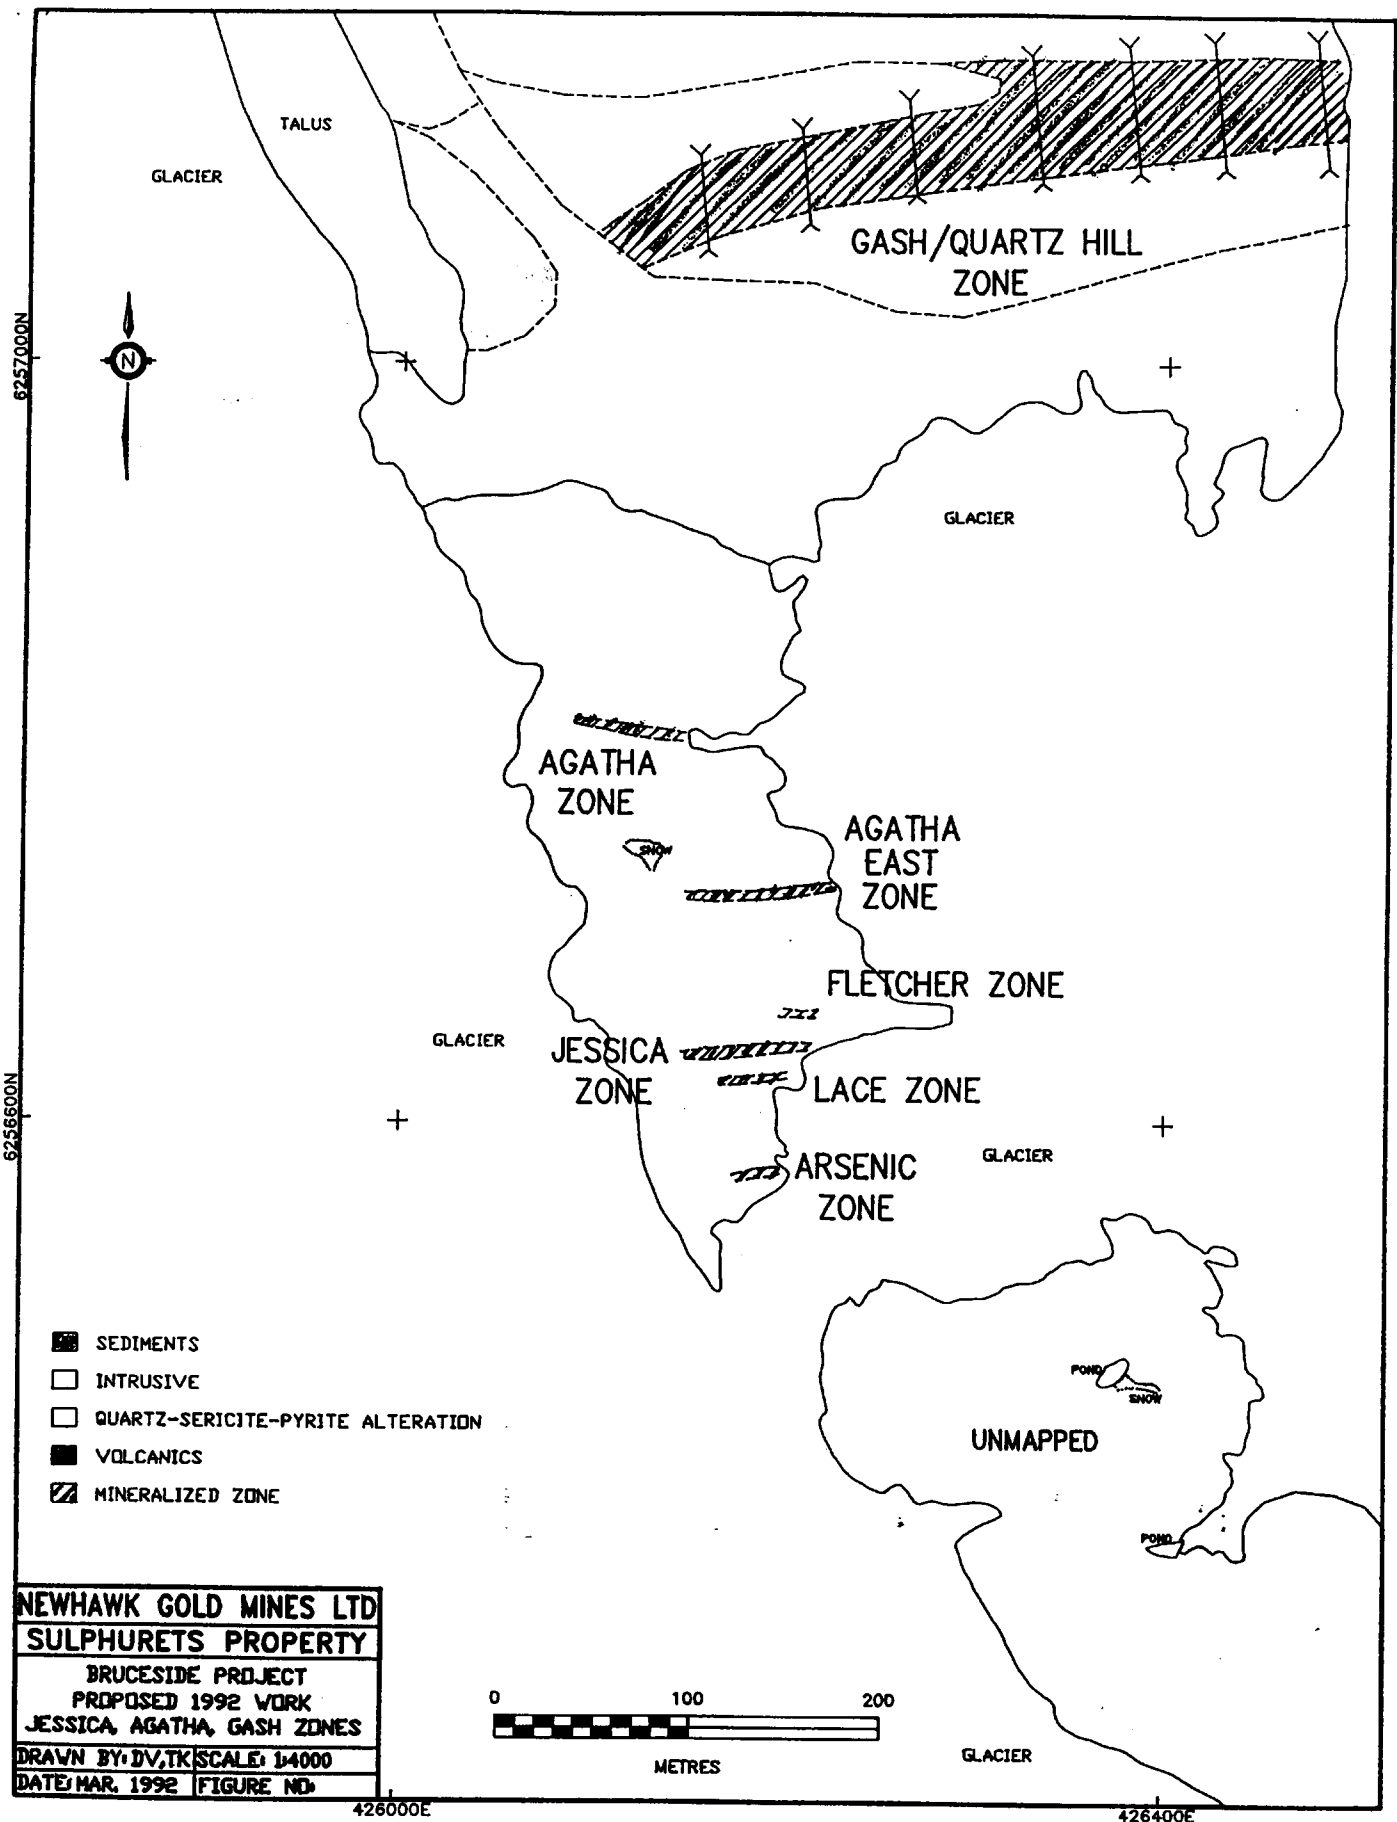 TALUS
GLACIER
GASH/QUARTZ HILL
ZONE
6257000N
N
GLACIER
AGATHA
ZONE
SNOW
AGATHA
EAST
ZONE
FLETCHER ZONE
GLACIER
JESSICA
ZONE
LACE ZONE
6256600N
GLACIER
ARSENIC
ZONE
SEDIMENTS
INTRUSIVE
QUARTZ-SERICITE-PYRITE ALTERATION
VOLCANICS
MINERALIZED ZONE
POND
SNOW
UNMAPPED
POND
NEWHAWK GOLD MINES LTD
SULPHURETS PROPERTY
BRUCESIDE PROJECT
PROPOSED 1992 WORK
JESSICA, AGATHA, GASH ZONES
DRAWN BY: DV,TK SCALE: 1:4000
DATE: MAR. 1992 FIGURE NO:
0 100 200
METRES
GLACIER
426000E
426400E